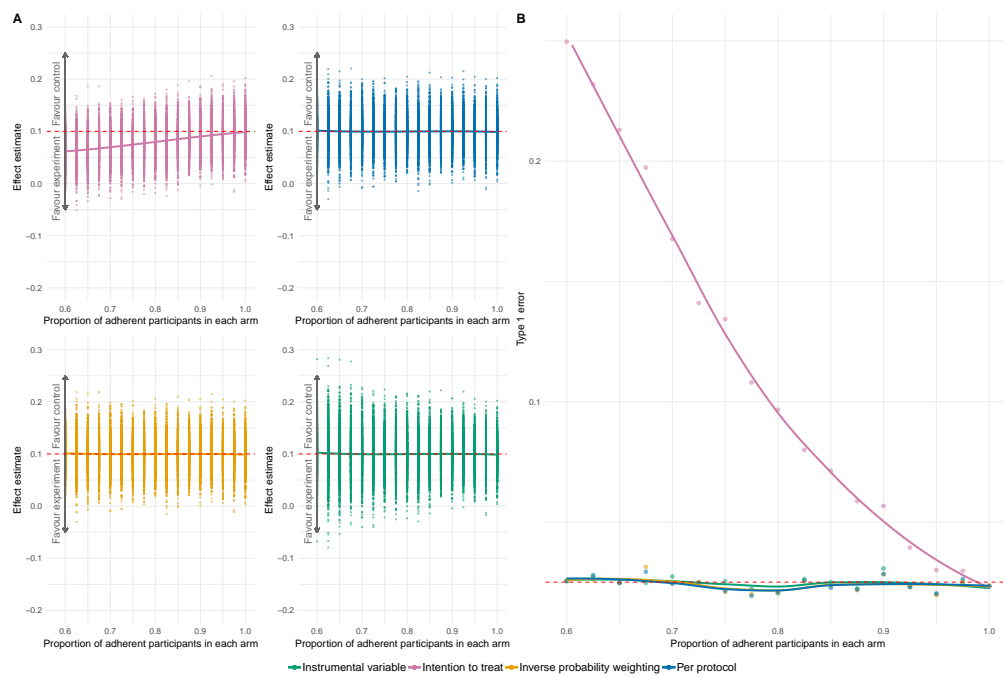 A
B
0.3
0.2
0.1
0.0
−0.1
−0.2
Effect estimate
Favour experiment Favour control
0.6 0.7 0.8 0.9 1.0
Proportion of adherent participants in each arm
0.3
0.2
0.1
0.0
−0.1
−0.2
Effect estimate
Favour experiment Favour control
0.6 0.7 0.8 0.9 1.0
Proportion of adherent participants in each arm
0.3
0.2
0.1
0.0
−0.1
−0.2
Effect estimate
Favour experiment Favour control
0.6 0.7 0.8 0.9 1.0
Proportion of adherent participants in each arm
0.3
0.2
0.1
0.0
−0.1
−0.2
Effect estimate
Favour experiment Favour control
0.6 0.7 0.8 0.9 1.0
Proportion of adherent participants in each arm
0.2
0.1
Type 1 error
0.6 0.7 0.8 0.9 1.0
Proportion of adherent participants in each arm
Instrumental variable Intention to treat Inverse probability weighting Per protocol